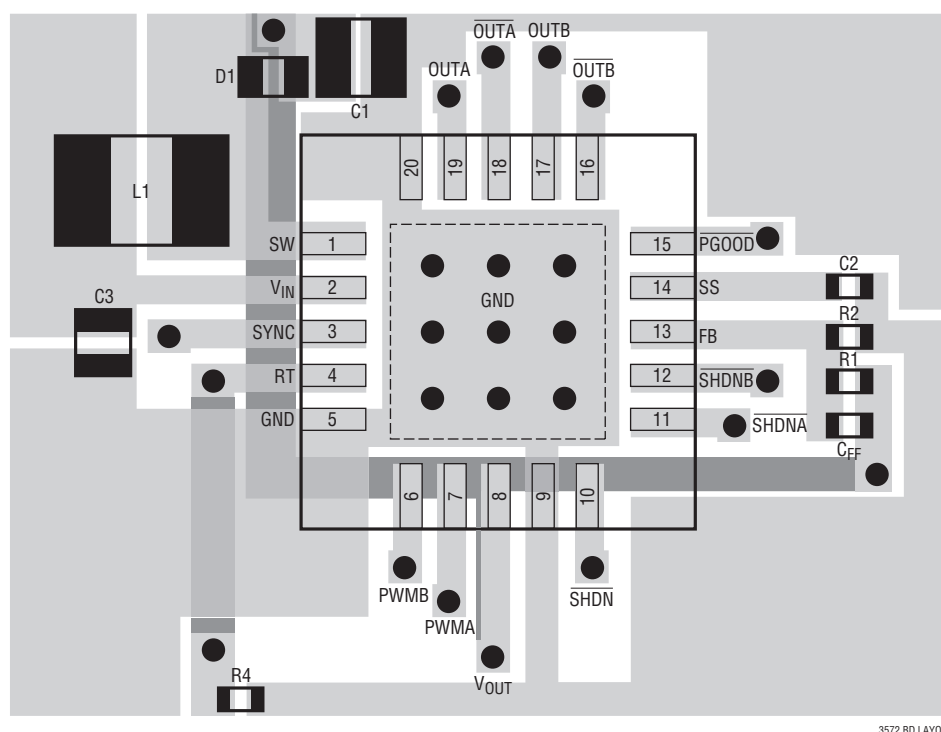 OUTA OUTB
D1 OUTA OUTB
C1
20 19 18 17 16
L1
SW 1 15 PGOOD
C2
VIN 2 GND 14 SS
C3
R2
SYNC 3 13 FB
R1
RT 4 12 SHDNB
GND 5 11 SHDNA
CFF
6 7 8 9 10
PWMB SHDN
PWMA
R4 VOUT
3572 BD LAYO